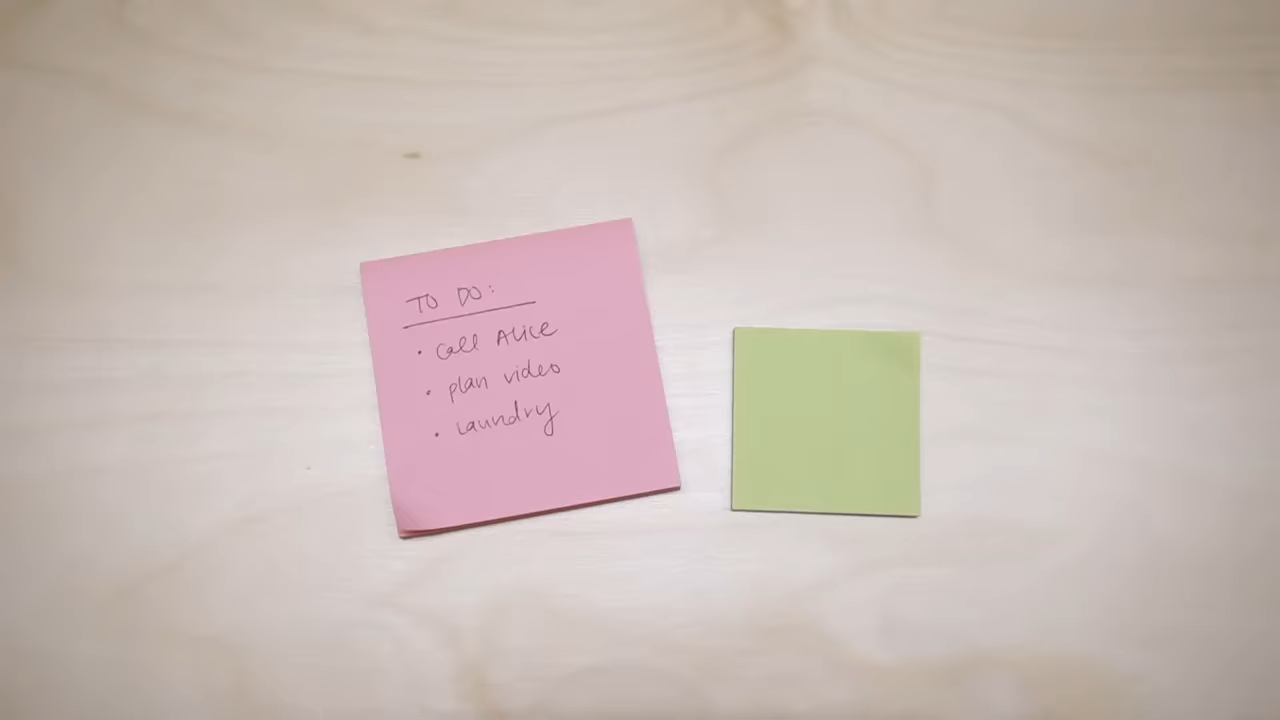 TO DO:
• call Alice
• plan video
• laundry